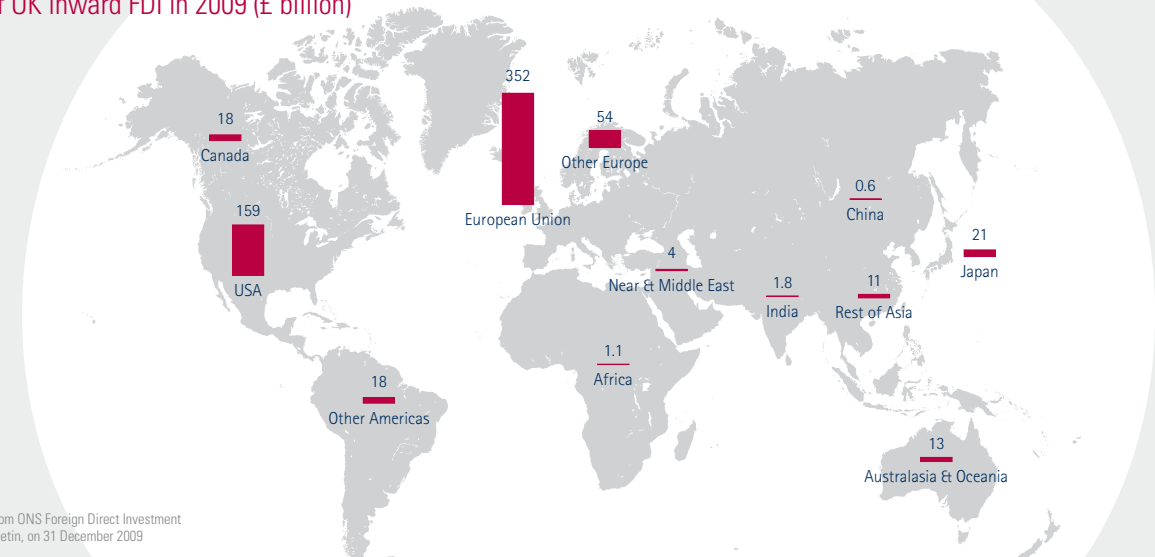 UK Inward FDI in 2009 (£ billion)
352
54
Other Europe
18
Canada
0.6
China
159
USA
European Union
21
Japan
4
Near & Middle East
1.8
India
11
Rest of Asia
1.1
Africa
18
Other Americas
13
Australasia & Oceania
ONS Foreign Direct Investment
on 31 December 2009